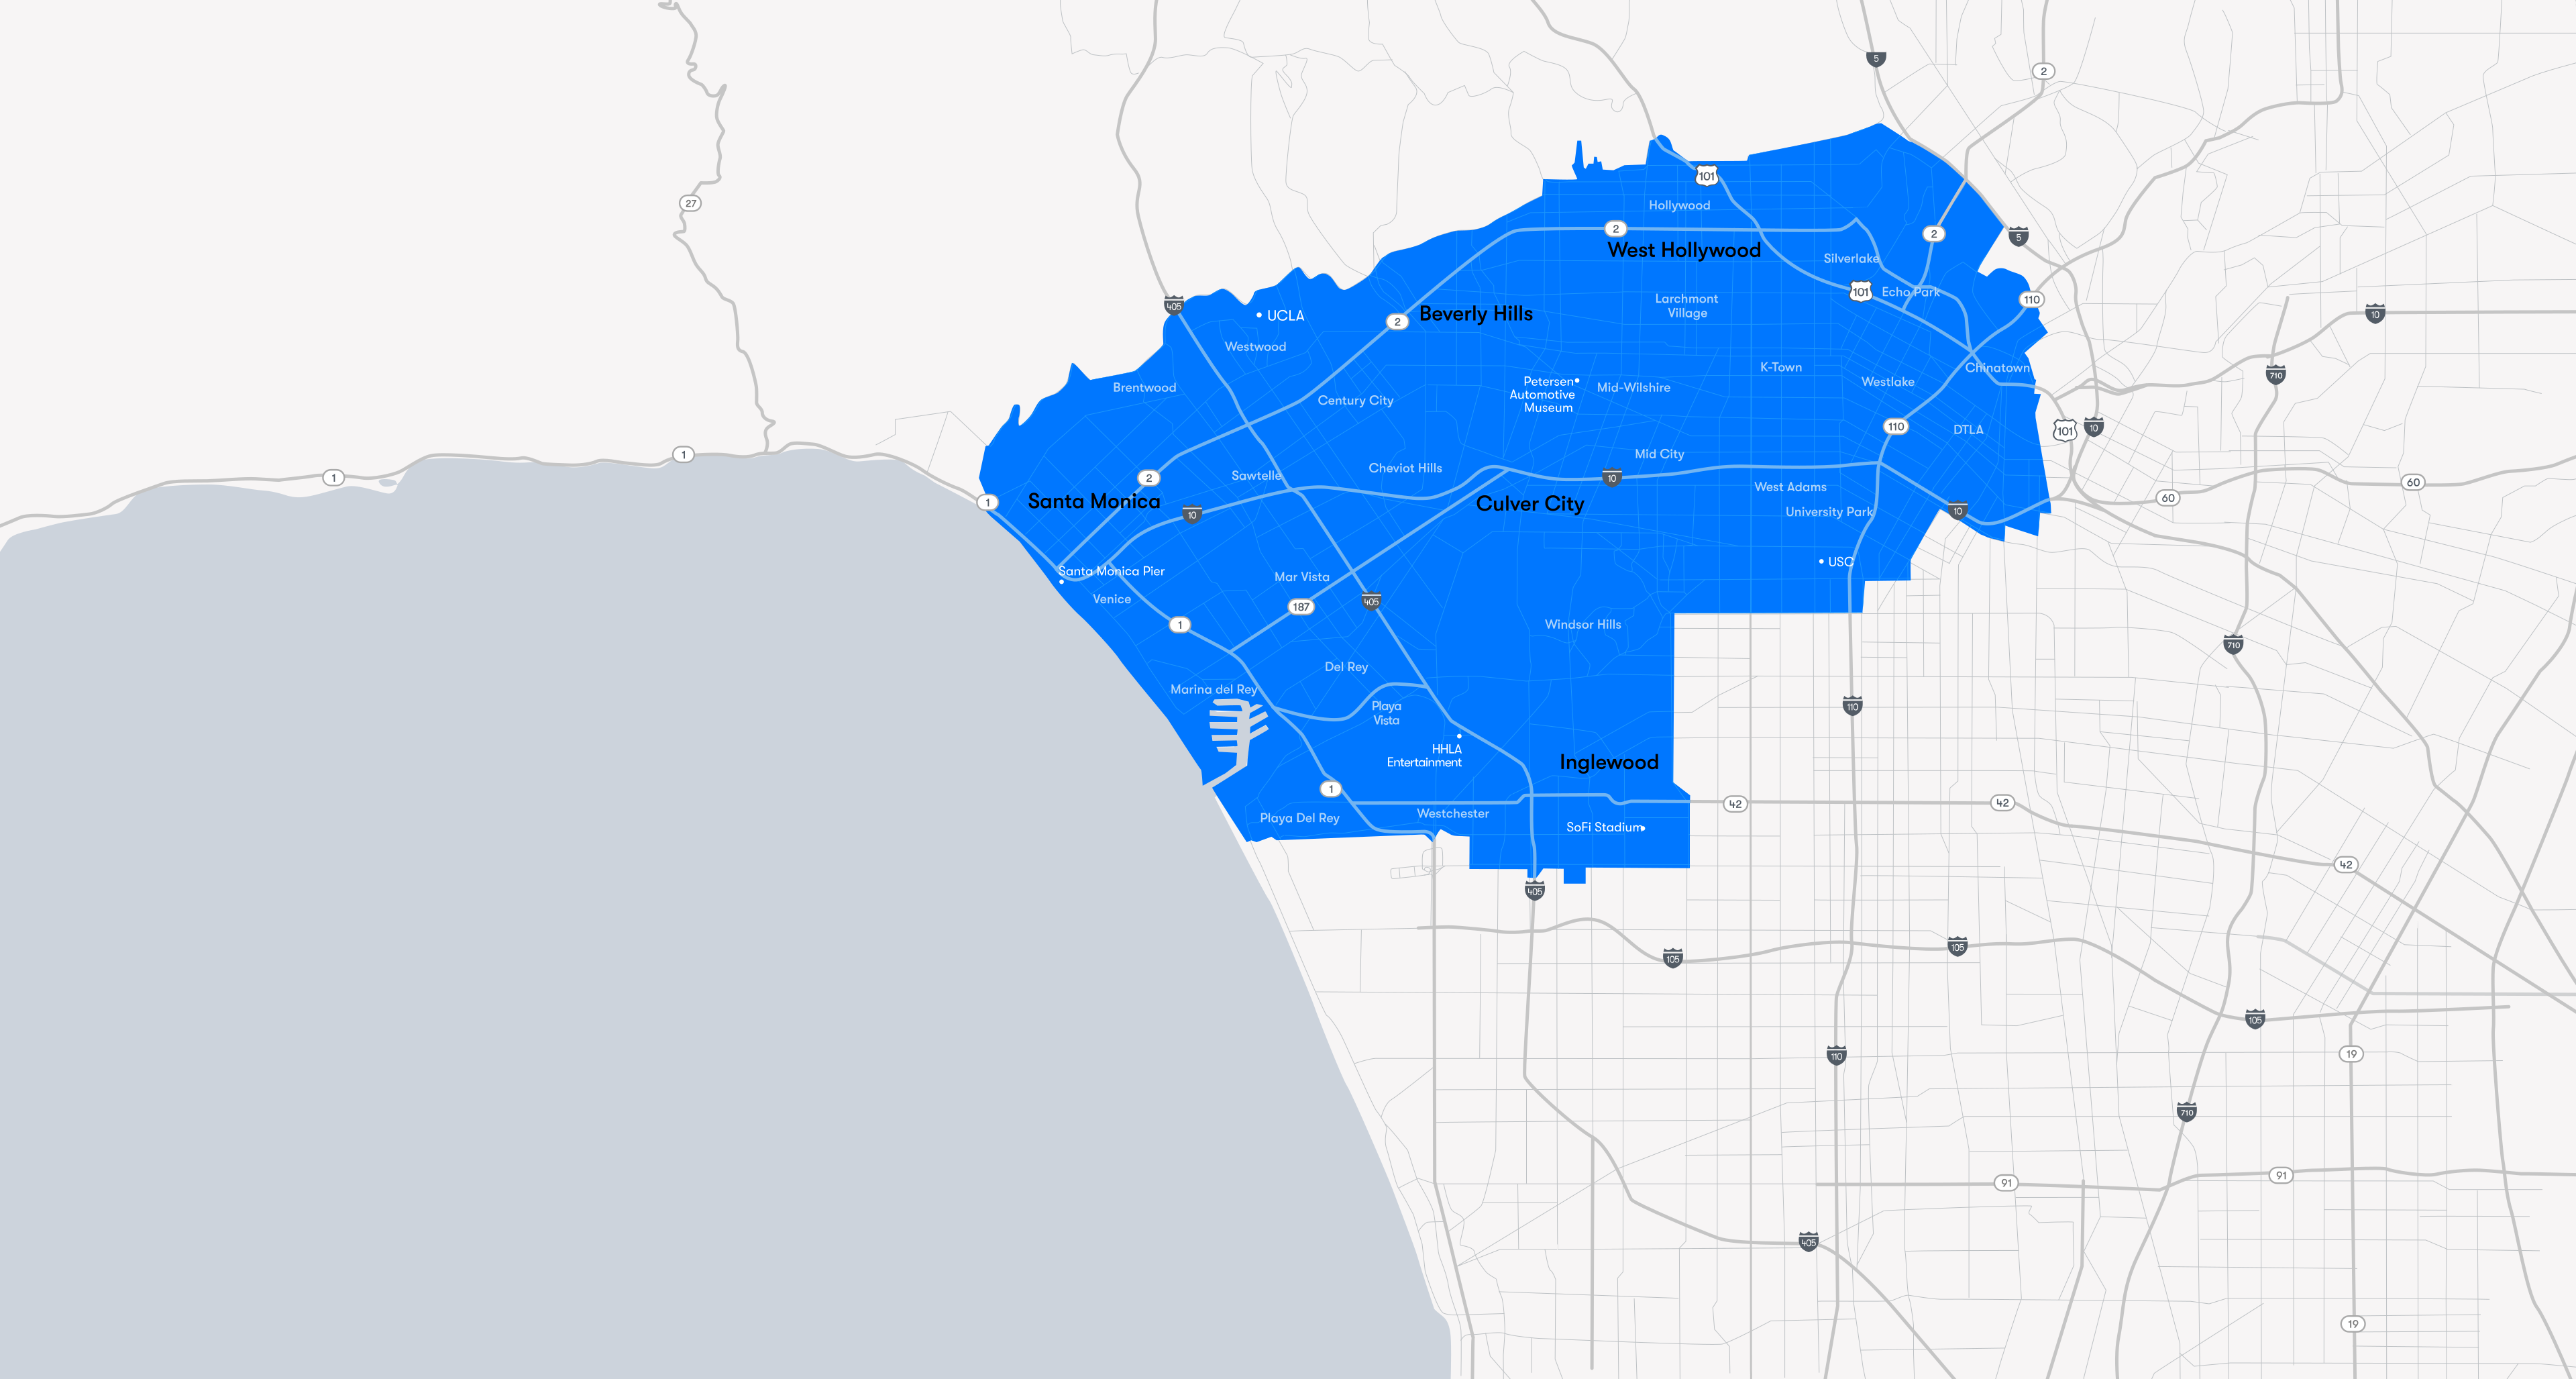 5
2
27
101
Hollywood
2
2
5
West Hollywood
Silverlake
101
Echo Park
110
Larchmont
Village
405
UCLA
2
Beverly Hills
10
Westwood
K-Town
Chinatown
Westlake
710
Petersen
Automotive
Museum
Mid-Wilshire
Brentwood
Century City
110
DTLA
101
10
1
1
Mid City
Cheviot Hills
Sawtelle
2
10
60
60
West Adams
1
Santa Monica
Culver City
10
University Park
10
USC
Santa Monica Pier
Mar Vista
Venice
187
405
1
Windsor Hills
710
Del Rey
Marina del Rey
Playa
Vista
110
HHLA
Entertainment
Inglewood
1
42
42
Westchester
Playa Del Rey
SoFi Stadium
42
405
105
105
105
110
19
710
91
91
405
19